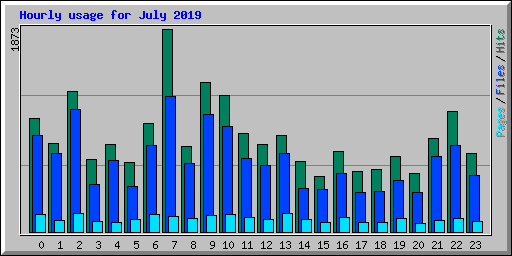 Hourly usage for July 2019
1873
Pages/Files/Hits
0 1 2 3 4 5 6 7 8 9 10 11 12 13 14 15 16 17 18 19 20 21 22 23